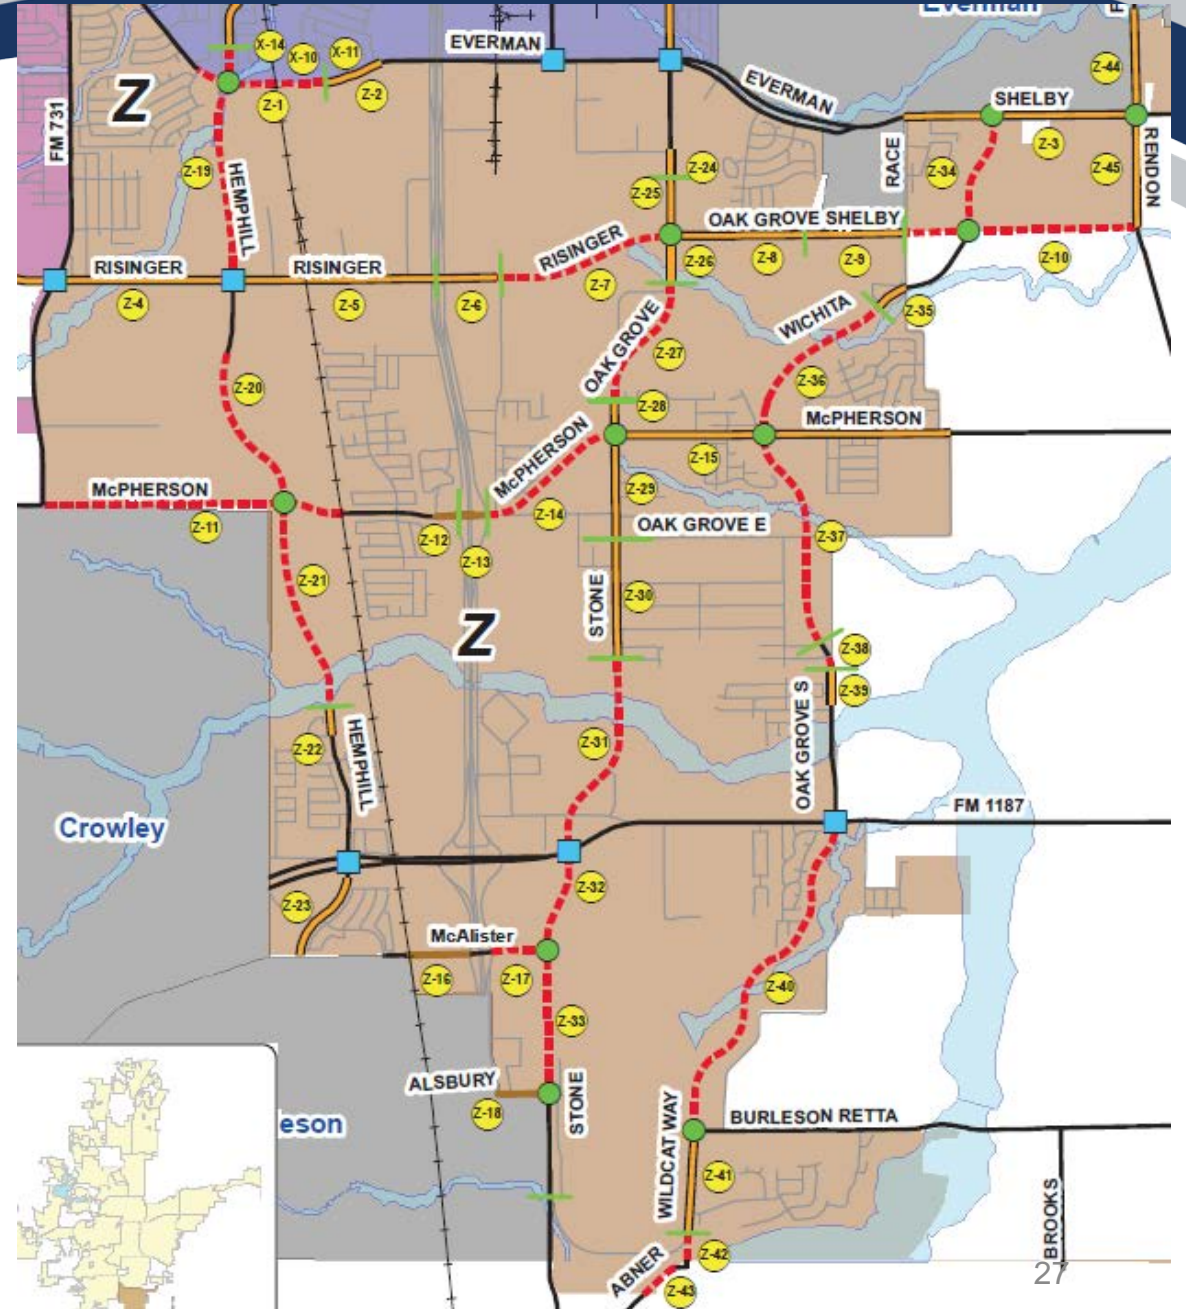 Everman
F
EVERMAN
X-14
X-10
X-11
Z-1
Z-2
Z
FM 731
EVERMAN
Z-44
SHELBY
Z-3
RACE
Z-34
Z-45
RENDON
Z-19
HEMPHILL
Z-24
Z-25
OAK GROVE SHELBY
RISINGER
Z-26
Z-8
Z-9
Z-10
RISINGER
RISINGER
Z-4
Z-5
Z-6
Z-7
WICHITA
Z-35
OAK GROVE
Z-27
Z-20
Z-36
Z-28
McPHERSON
McPHERSON
Z-15
McPHERSON
Z-29
Z-11
Z-12
Z-14
OAK GROVE E
Z-37
Z-13
Z-21
Z-30
STONE
Z
Z-38
OAK GROVE S
Z-39
HEMPHILL
Z-22
Z-31
FM 1187
Crowley
Z-23
Z-32
McAlister
Z-16
Z-17
Z-40
Z-33
ALSBURY
Z-18
STONE
eson
WILDCAT WAY
BURLESON RETTA
Z-41
BROOKS
Z-42
ABNER
Z-43
27